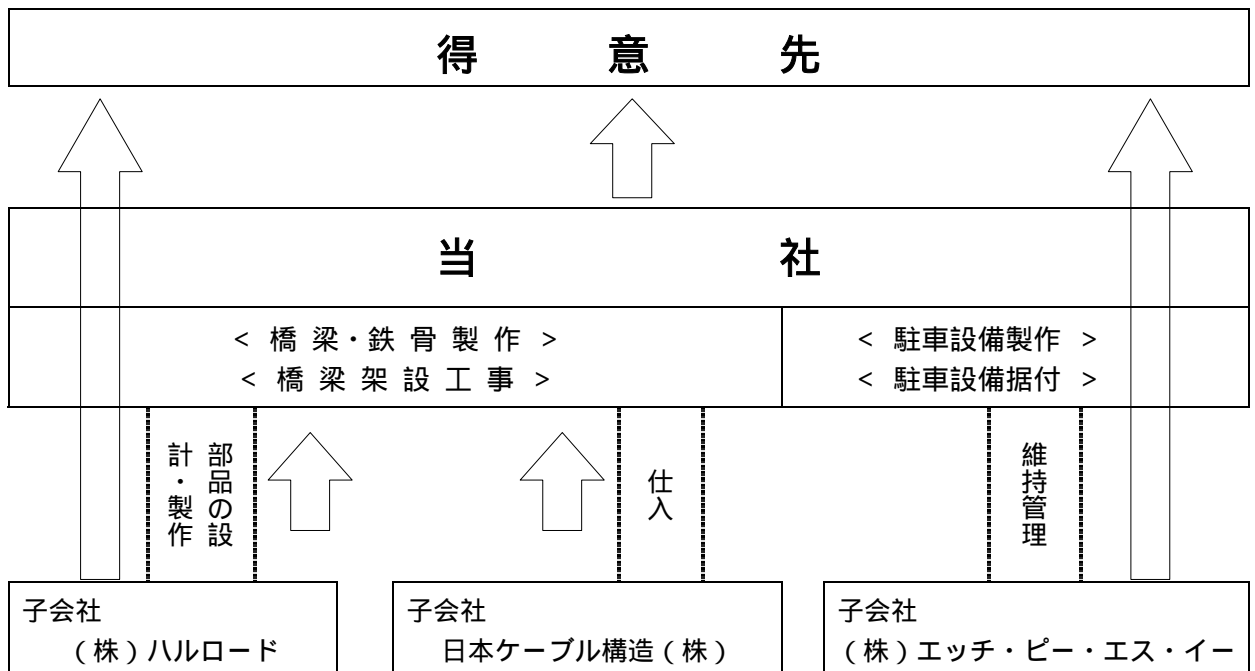 得意先
当社
< 橋梁・鉄骨製作 >
< 橋梁架設工事 >
< 駐車設備製作 >
< 駐車設備据付 >
部品の設
計・製作
仕入
維持管理
子会社
(株)ハルロード
子会社
日本ケーブル構造(株)
子会社
(株)エッチ・ピー・エス・イー